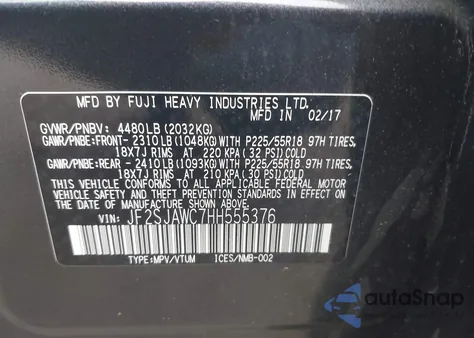 MFD BY FUJI HEAVY INDUSTRIES LTD. MFD IN 02/17
GVWR/PNBV: 4480LB (2032KG)
GAWR/PNBE:FRONT- 2310LB (1048KG)WITH P225/55R18 97H TIRES,
18X7J RIMS AT 220 KPA (32 PSI)COLD
GAWR/PNBE:REAR - 2410LB (1093KG)WITH P225/55R18 97H TIRES,
18X7J RIMS AT 210 KPA (30 PSI)COLD
THIS VEHICLE CONFORMS TO ALL APPLICABLE FEDERAL
MOTOR VEHICLE SAFETY, BUMPER, AND THEFT PREVENTION
STANDARDS IN EFFECT ON THE DATE OF MANUFACTURE
SHOWN ABOVE.
VIN: JF2SJAWC7HH555376
TYPE:MPV/VTUM ICES/NMB-002
autoSnap
Powered by